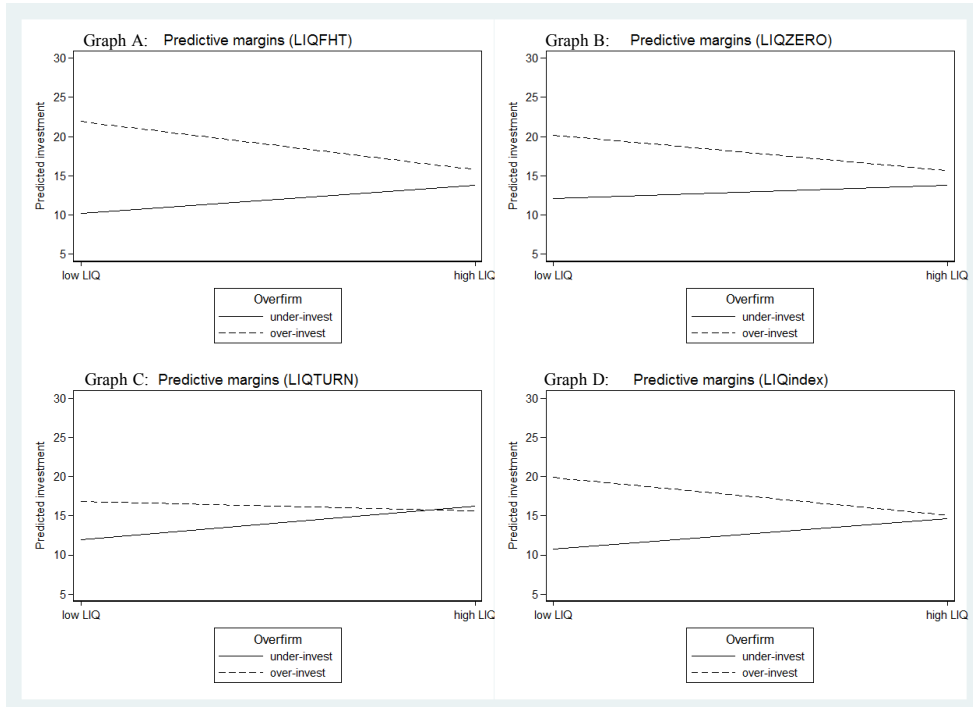 Graph A: Predictive margins (LIQFHT)
Predicted investment
30
25
20
15
10
5
low LIQ high LIQ
Overfirm
under-invest
over-invest
Graph B: Predictive margins (LIQZERO)
Predicted investment
30
25
20
15
10
5
low LIQ high LIQ
Overfirm
under-invest
over-invest
Graph C: Predictive margins (LIQTURN)
Predicted investment
30
25
20
15
10
5
low LIQ high LIQ
Overfirm
under-invest
over-invest
Graph D: Predictive margins (LIQindex)
Predicted investment
30
25
20
15
10
5
low LIQ high LIQ
Overfirm
under-invest
over-invest